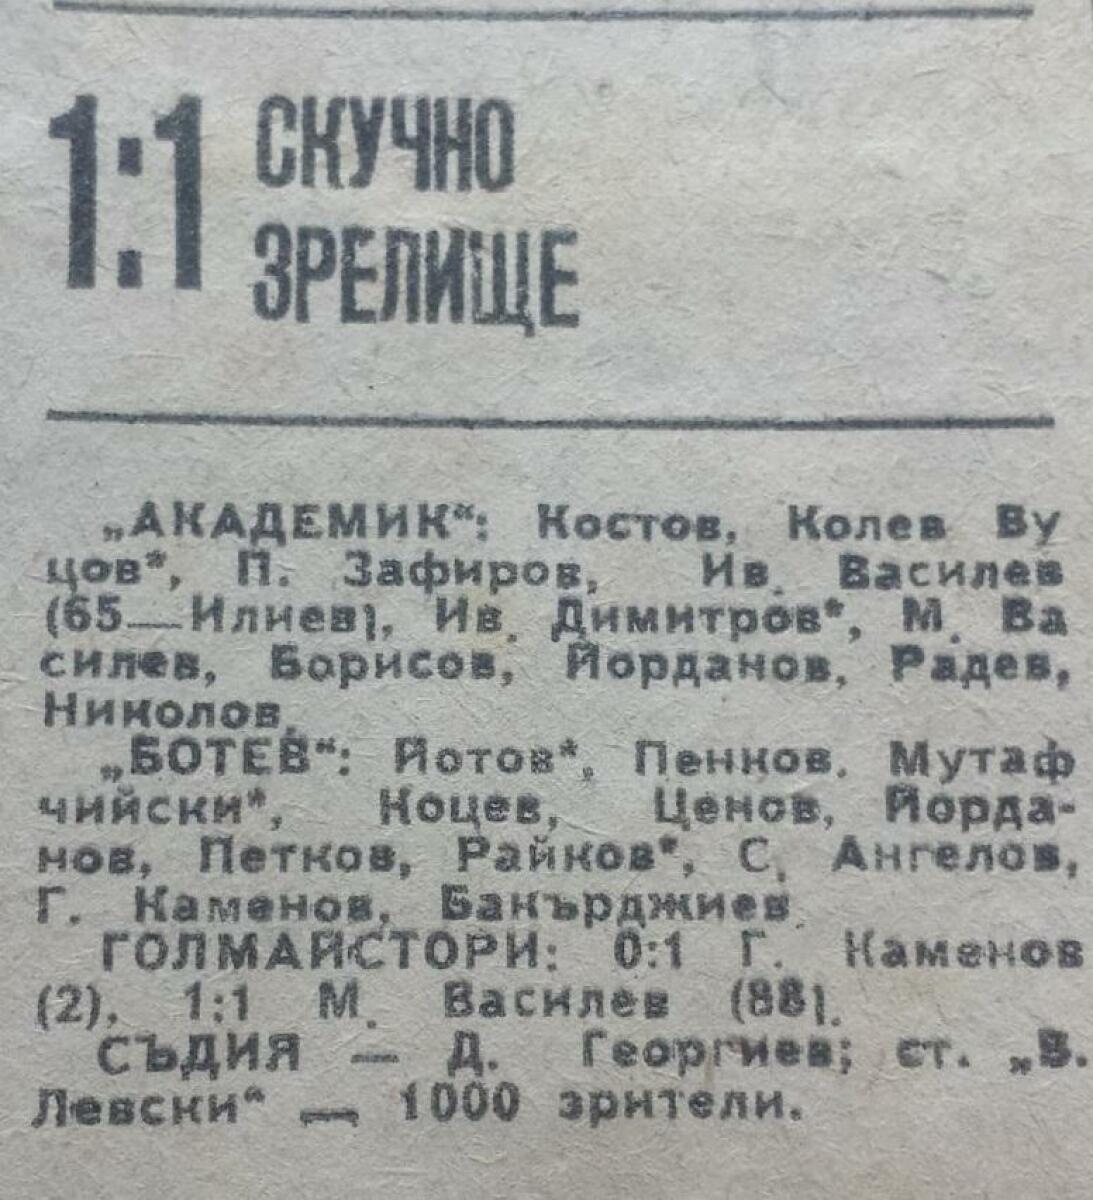 1:1 СКУЧНО
ЗРЕЛИЩЕ
„АКАДЕМИК“: Костов, Колев Ву
цов*, П. Зафиров, Ив. Василев
(65—Илиев), Ив. Димитров*, М. Ва
силев, Борисов, Йорданов, Радев,
Николов.
„БОТЕВ“: Йотов*, Пенков, Мутаф
чийски*, Коцев, Ценов, Йорда-
нов, Петков, Райков*, С. Ангелов,
Г. Каменов, Бакърджиев.
ГОЛМАЙСТОРИ: 0:1 Г. Каменов
(2), 1:1 М. Василев (88).
СЪДИЯ — Д. Георгиев; ст. „В.
Левски“ — 1000 зрители.